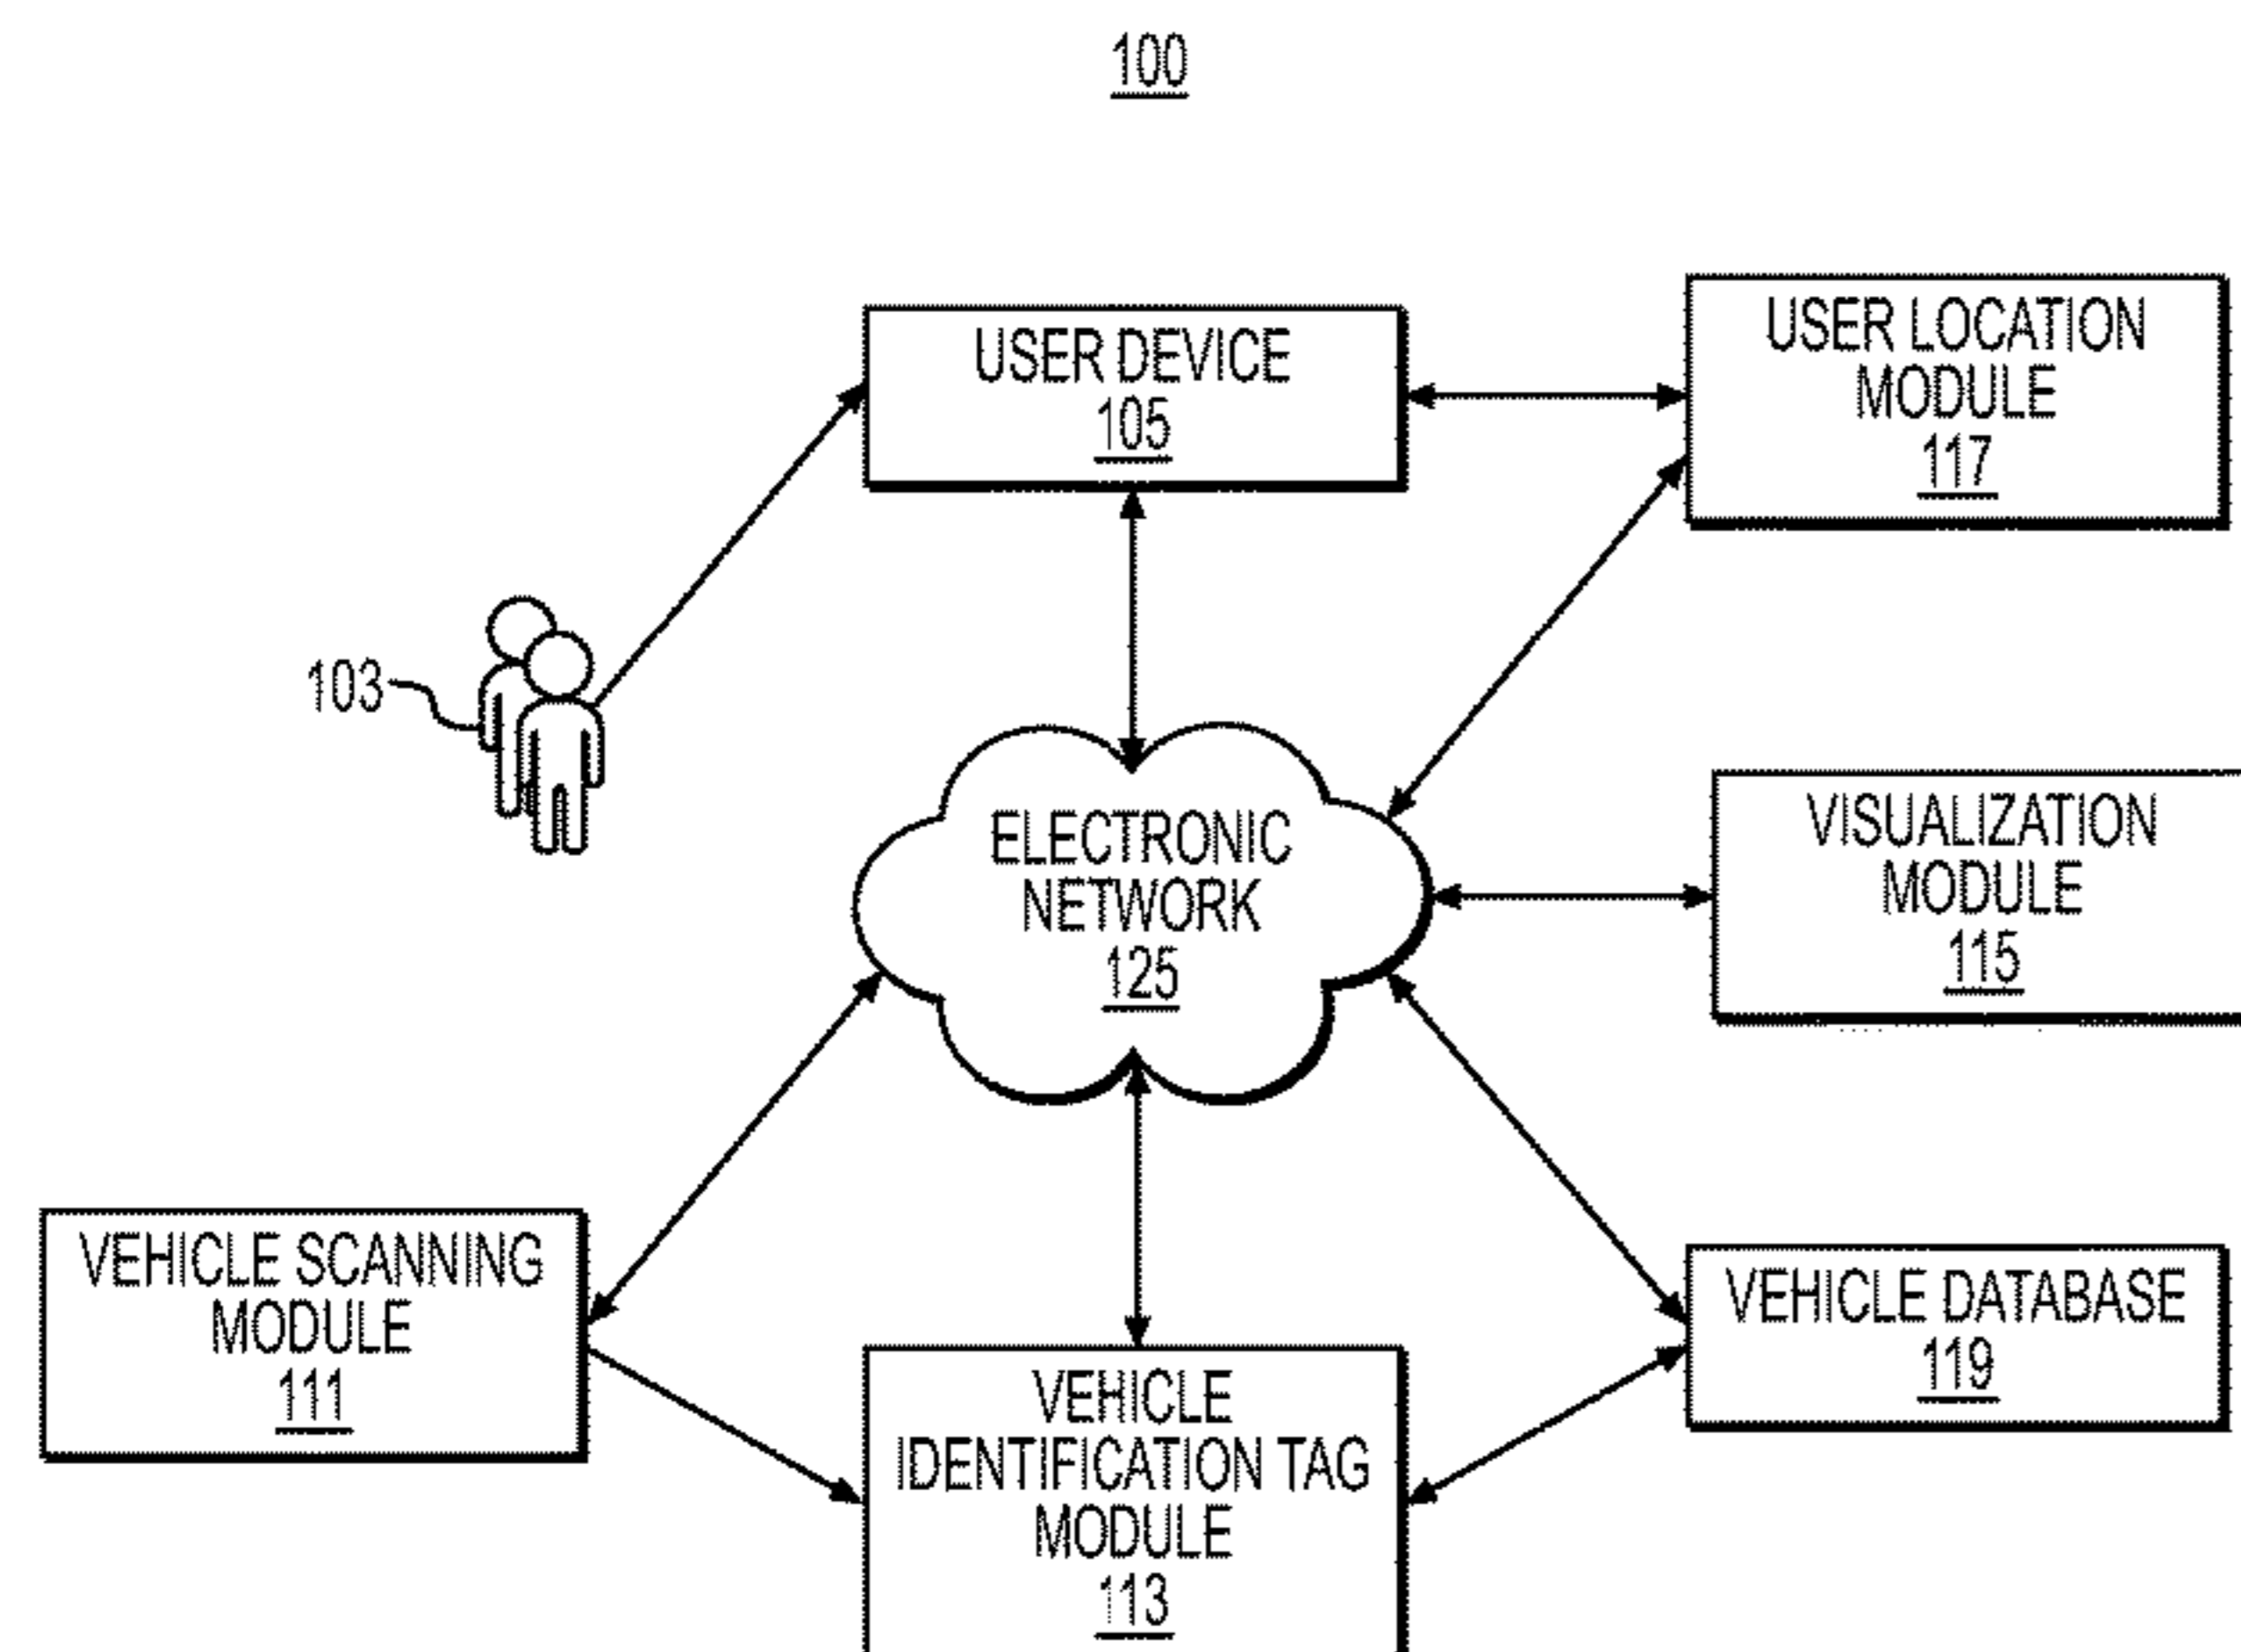 100
USER DEVICE
105
USER LOCATION
MODULE
117
103
ELECTRONIC
NETWORK
125
VISUALIZATION
MODULE
115
VEHICLE SCANNING
MODULE
111
VEHICLE
IDENTIFICATION TAG
MODULE
113
VEHICLE DATABASE
119